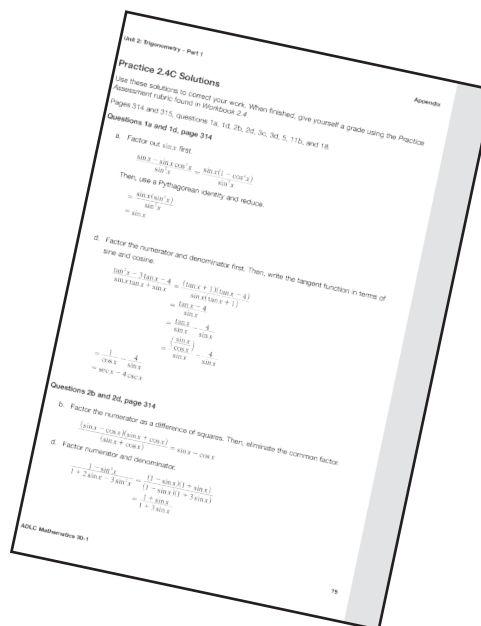 Unit 2: Trigonometry – Part 1
Appendix
Practice 2.4C Solutions
Use these solutions to correct your work. When finished, give yourself a grade using the Practice
Assessment rubric found in Workbook 2.4.
Pages 314 and 315, questions 1a, 1d, 2b, 2d, 3c, 3d, 5, 11b, and 18.
Questions 1a and 1d, page 314
a. Factor out sin x first.
(sin x − sin x cos²x)/(sin²x) = (sin x(1 − cos²x))/(sin²x)
Then, use a Pythagorean identity and reduce.
= (sin x(sin²x))/(sin²x)
= sin x
d. Factor the numerator and denominator first. Then, write the tangent function in terms of
sine and cosine.
(tan²x − 3 tan x − 4)/(sin x tan x + sin x) = ((tan x + 1)(tan x − 4))/(sin x(tan x + 1))
= (tan x − 4)/(sin x)
= (tan x)/(sin x) − 4/(sin x)
= ((sin x)/(cos x))/(sin x) − 4/(sin x)
= 1/(cos x) − 4/(sin x)
= sec x − 4 csc x
Questions 2b and 2d, page 314
b. Factor the numerator as a difference of squares. Then, eliminate the common factor.
((sin x − cos x)(sin x + cos x))/((sin x + cos x)) = sin x − cos x
d. Factor numerator and denominator.
(1 − sin²x)/(1 + 2 sin x − 3 sin²x) = ((1 − sin x)(1 + sin x))/((1 − sin x)(1 + 3 sin x))
= (1 + sin x)/(1 + 3 sin x)
ADLC Mathematics 30-1
75